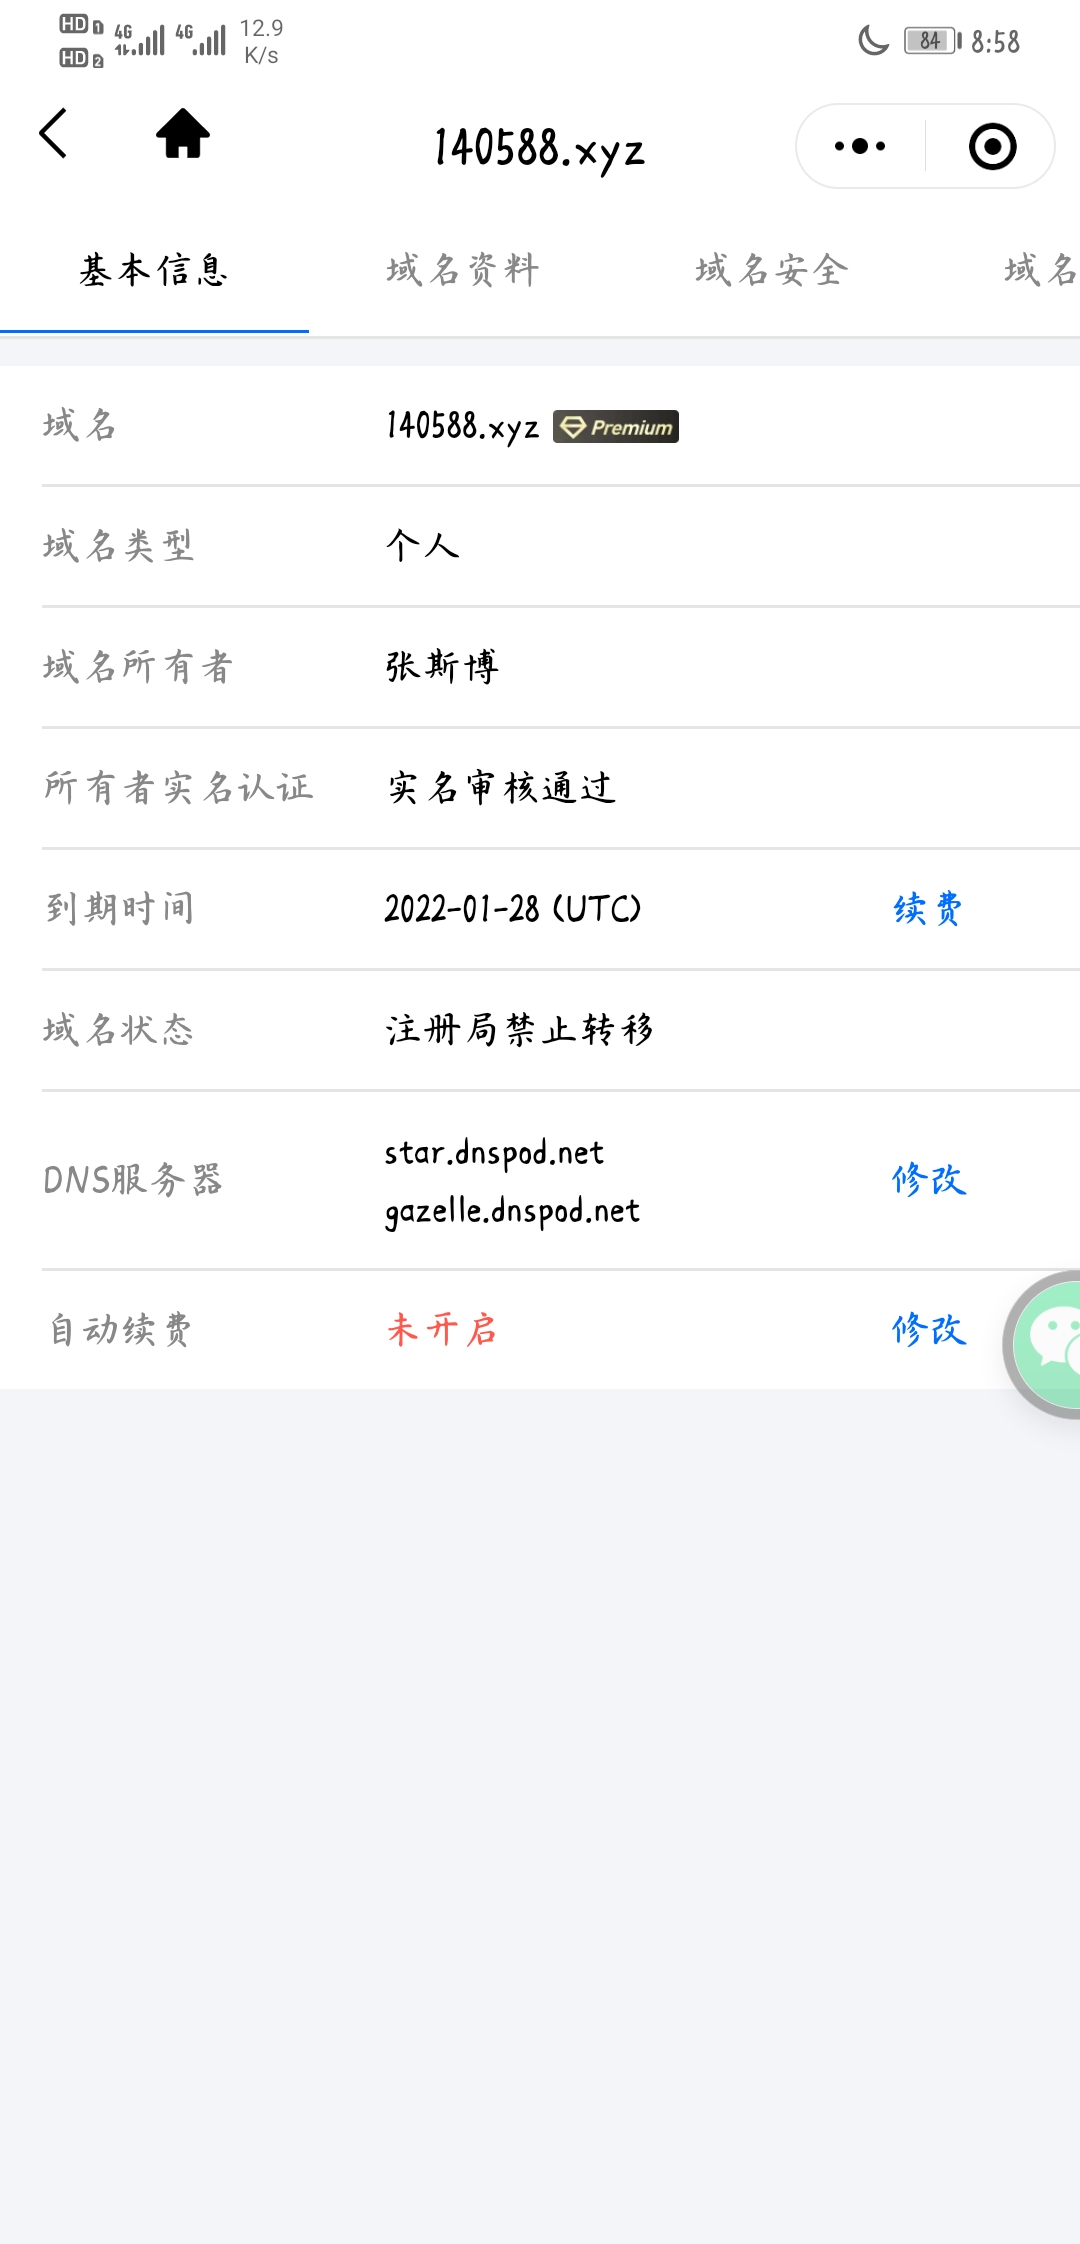 HD 1 4G 4G 12.9
HD 2 K/s
84 8:58
140588.xyz
基本信息 域名资料 域名安全 域名
域名 140588.xyz Premium
域名类型 个人
域名所有者 张斯博
所有者实名认证 实名审核通过
到期时间 2022-01-28 (UTC) 续费
域名状态 注册局禁止转移
DNS服务器 star.dnspod.net
gazelle.dnspod.net 修改
自动续费 未开启 修改